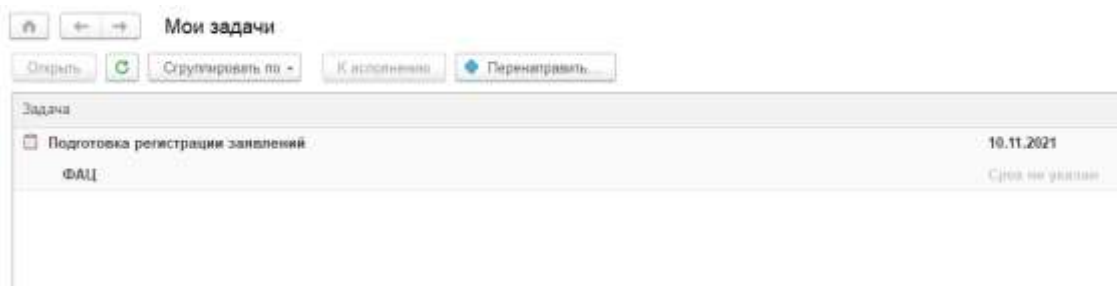 Мои задачи
Открыть Сгруппировать по К исполнению Перенаправить...
Задача
Подготовка регистрации заявлений 10.11.2021
ФАЦ Срок не указан